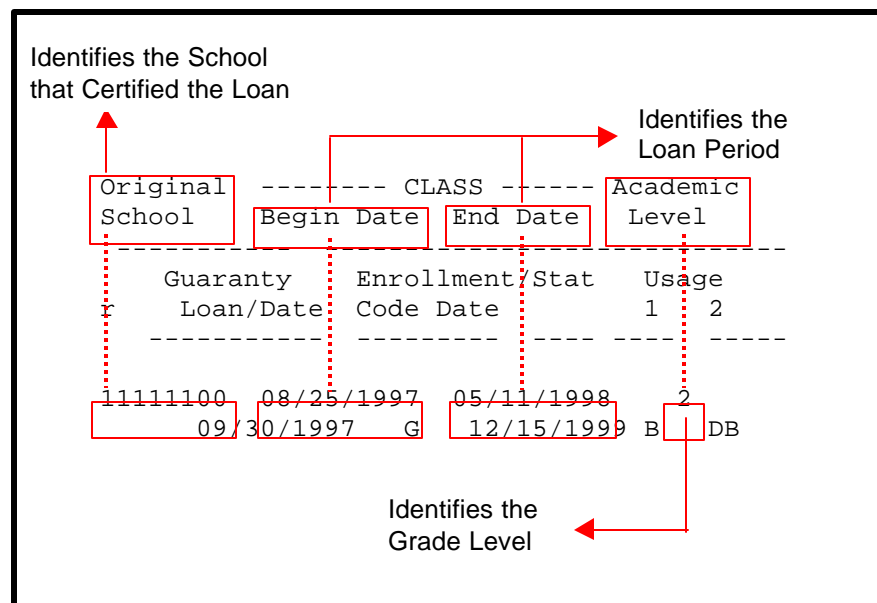 Identifies the School
that Certified the Loan
Identifies the
Loan Period
Original -------- CLASS ------ Academic
School Begin Date End Date Level
----------- ----------------------------
Guaranty Enrollment/Stat Usage
r Loan/Date Code Date 1 2
----------- --------- ---- ---- -----
11111100 08/25/1997 05/11/1998 2
09/30/1997 G 12/15/1999 B DB
Identifies the
Grade Level